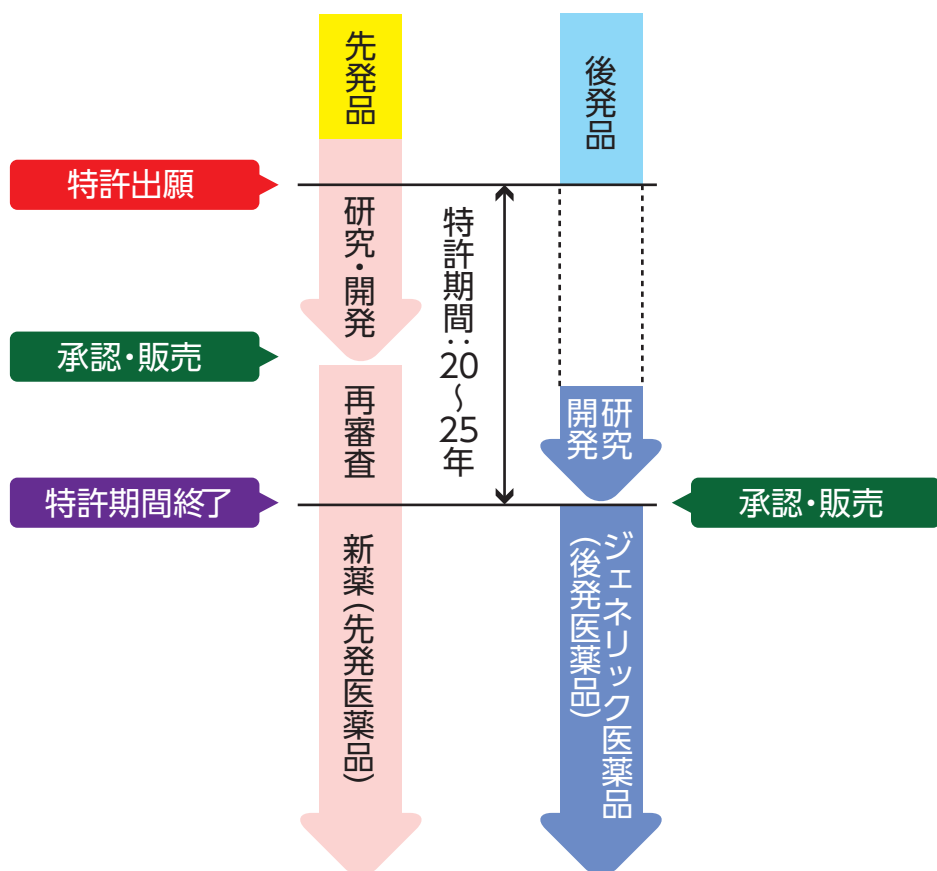 先発品
後発品
特許出願
研究・開発
特許期間：20～25年
承認・販売
再審査
研究
開発
特許期間終了
承認・販売
新薬（先発医薬品）
ジェネリック医薬品
（後発医薬品）